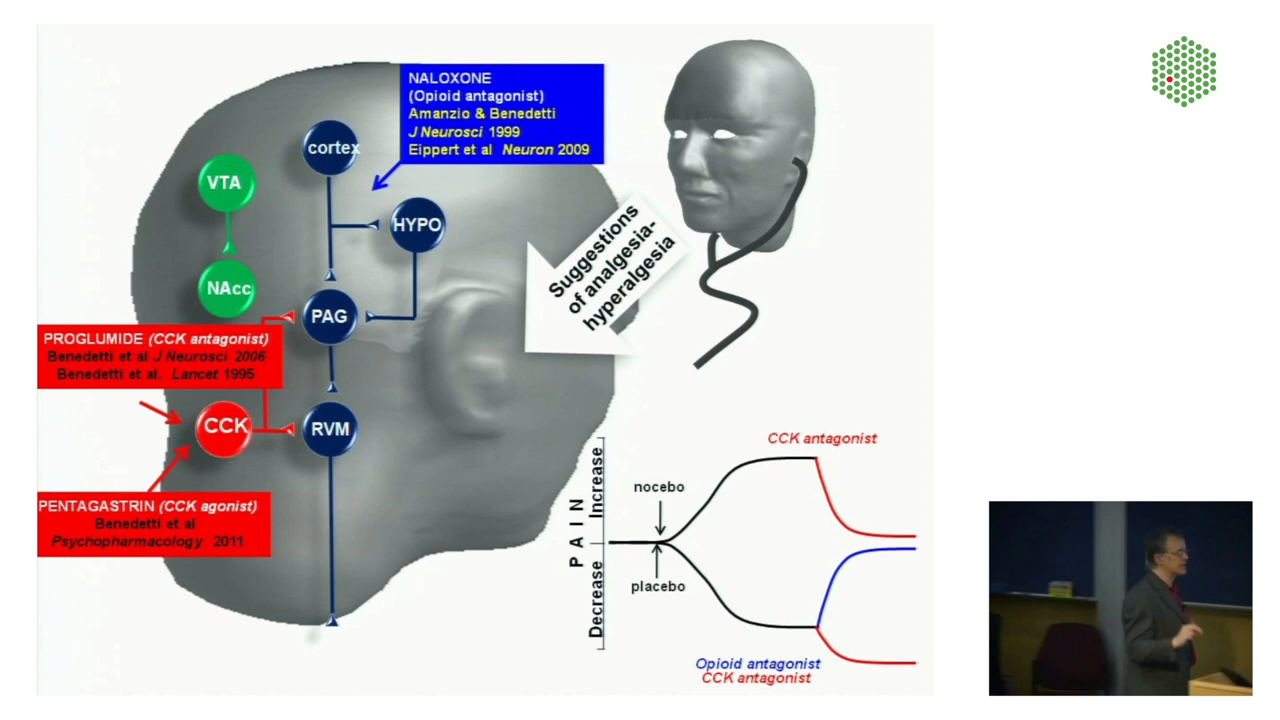 NALOXONE
(Opioid antagonist)
Amanzio & Benedetti
J Neurosci 1999
Eippert et al Neuron 2009
cortex
VTA
HYPO
NAcc
PAG
Suggestions
of analgesia-
hyperalgesia
PROGLUMIDE (CCK antagonist)
Benedetti et al J Neurosci 2006
Benedetti et al. Lancet 1995
CCK
RVM
PENTAGASTRIN (CCK agonist)
Benedetti et al
Psychopharmacology 2011
CCK antagonist
PAIN
Increase
Decrease
nocebo
placebo
Opioid antagonist
CCK antagonist